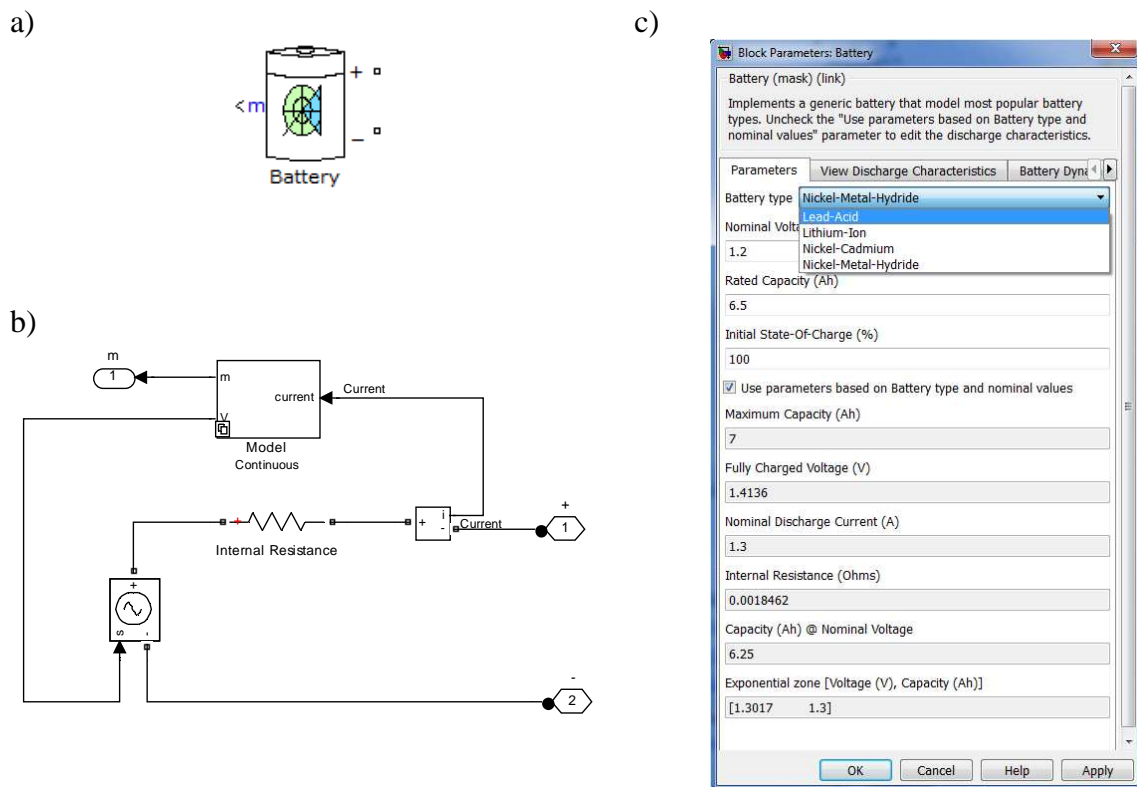 a)
+
< m
–
Battery
b)
m
1
m
current
Current
V
Model
Continuous
+
Internal Resistance
+
i
-
Current
+
1
+
s
-
-
2
c)
Block Parameters: Battery
Battery (mask) (link)
Implements a generic battery that model most popular battery
types. Uncheck the "Use parameters based on Battery type and
nominal values" parameter to edit the discharge characteristics.
Parameters View Discharge Characteristics Battery Dyna
Battery type Nickel-Metal-Hydride
Lead-Acid
Lithium-Ion
Nickel-Cadmium
Nickel-Metal-Hydride
Nominal Volta
1.2
Rated Capacity (Ah)
6.5
Initial State-Of-Charge (%)
100
Use parameters based on Battery type and nominal values
Maximum Capacity (Ah)
7
Fully Charged Voltage (V)
1.4136
Nominal Discharge Current (A)
1.3
Internal Resistance (Ohms)
0.0018462
Capacity (Ah) @ Nominal Voltage
6.25
Exponential zone [Voltage (V), Capacity (Ah)]
[1.3017 1.3]
OK Cancel Help Apply